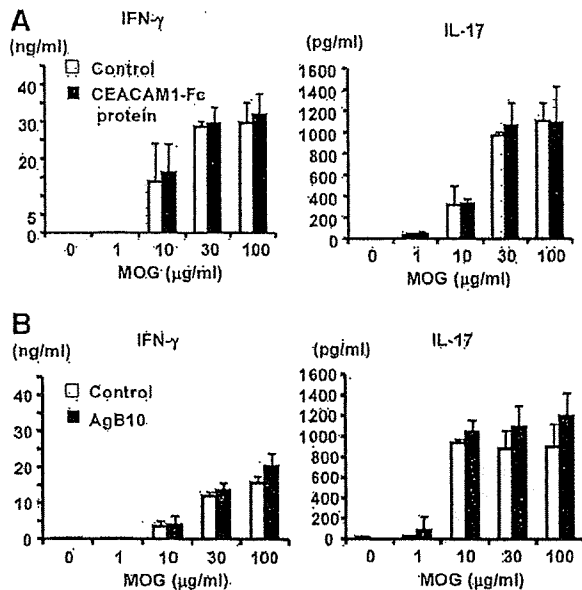 A
IFN-γ
(ng/ml)
Control
CEACAM1-Fc
protein
40
30
20
10
5
0
0 1 10 30 100
MOG (μg/ml)
IL-17
(pg/ml)
1600
1400
1200
1000
800
600
400
200
0
0 1 10 30 100
MOG (μg/ml)
B
IFN-γ
(ng/ml)
Control
AgB10
40
30
20
10
5
0
0 1 10 30 100
MOG (μg/ml)
IL-17
(pg/ml)
1600
1400
1200
1000
800
600
400
200
0
0 1 10 30 100
MOG (μg/ml)